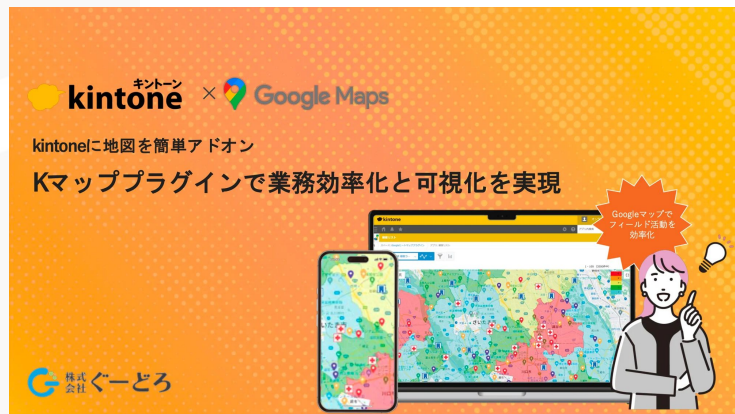 キントーン
kintone × Google Maps
kintoneに地図を簡単アドオン
Kマッププラグインで業務効率化と可視化を実現
Googleマップで
フィールド活動を
効率化
kintone
株式会社ぐーどろ